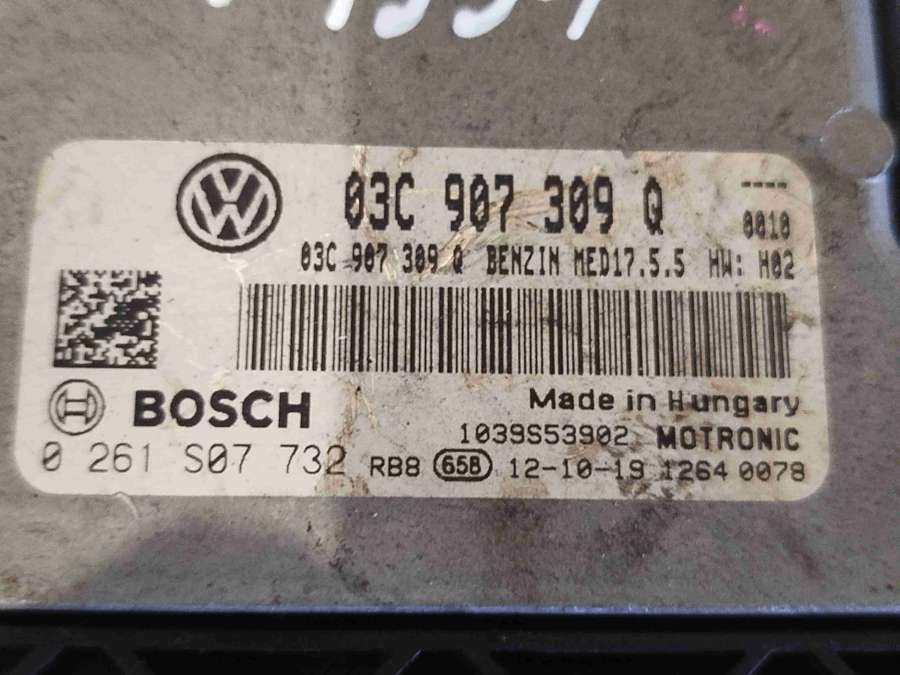 03C 907 309 Q ----
0010
03C 907 309 Q BENZIN MED17.5.5 HW: H02
BOSCH
Made in Hungary
1039S53902 MOTRONIC
0 261 S07 732 RB8 658 12-10-19 1264 0078